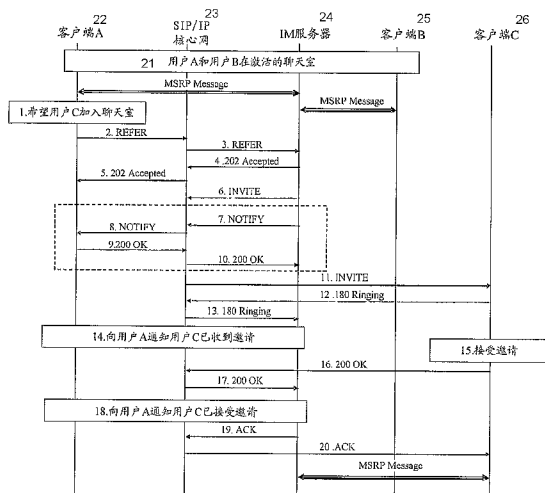 22 23 24 25 26
客户端A SIP/IP核心网 IM服务器 客户端B 客户端C
21 用户A和用户B在激活的聊天室
MSRP Message
MSRP Message
1.希望用户C加入聊天室
2. REFER
3. REFER
4 .202 Accepted
5. 202 Accepted
6. INVITE
7. NOTIFY
8. NOTIFY
9.200 OK
10. 200 OK
11. INVITE
12 .180 Ringing
13. 180 Ringing
14.向用户A通知用户C已收到邀请
15.接受邀请
16. 200 OK
17. 200 OK
18.向用户A通知用户C已接受邀请
19. ACK
20 .ACK
MSRP Message